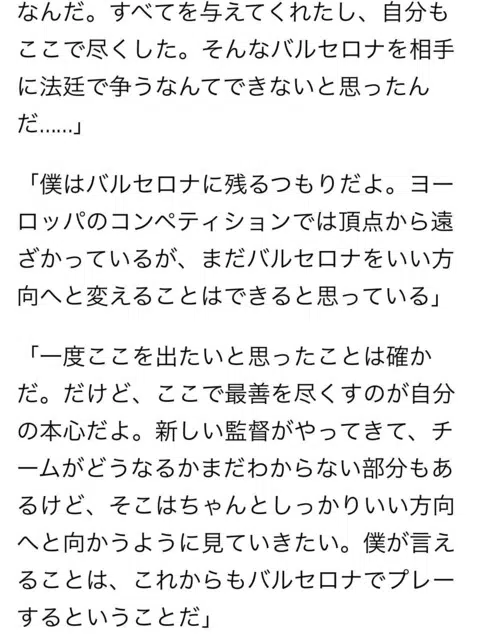 なんだ。すべてを与えてくれたし、自分も
ここで尽くした。そんなバルセロナを相手
に法廷で争うなんてできないと思ったん
だ……」
「僕はバルセロナに残るつもりだよ。ヨー
ロッパのコンペティションでは頂点から遠
ざかっているが、まだバルセロナをいい方
向へと変えることはできると思っている」
「一度ここを出たいと思ったことは確か
だ。だけど、ここで最善を尽くすのが自分
の本心だよ。新しい監督がやってきて、チ
ームがどうなるかまだわからない部分もあ
るけど、そこはちゃんとしっかりいい方向
へと向かうように見ていきたい。僕が言え
ることは、これからもバルセロナでプレー
するということだ」